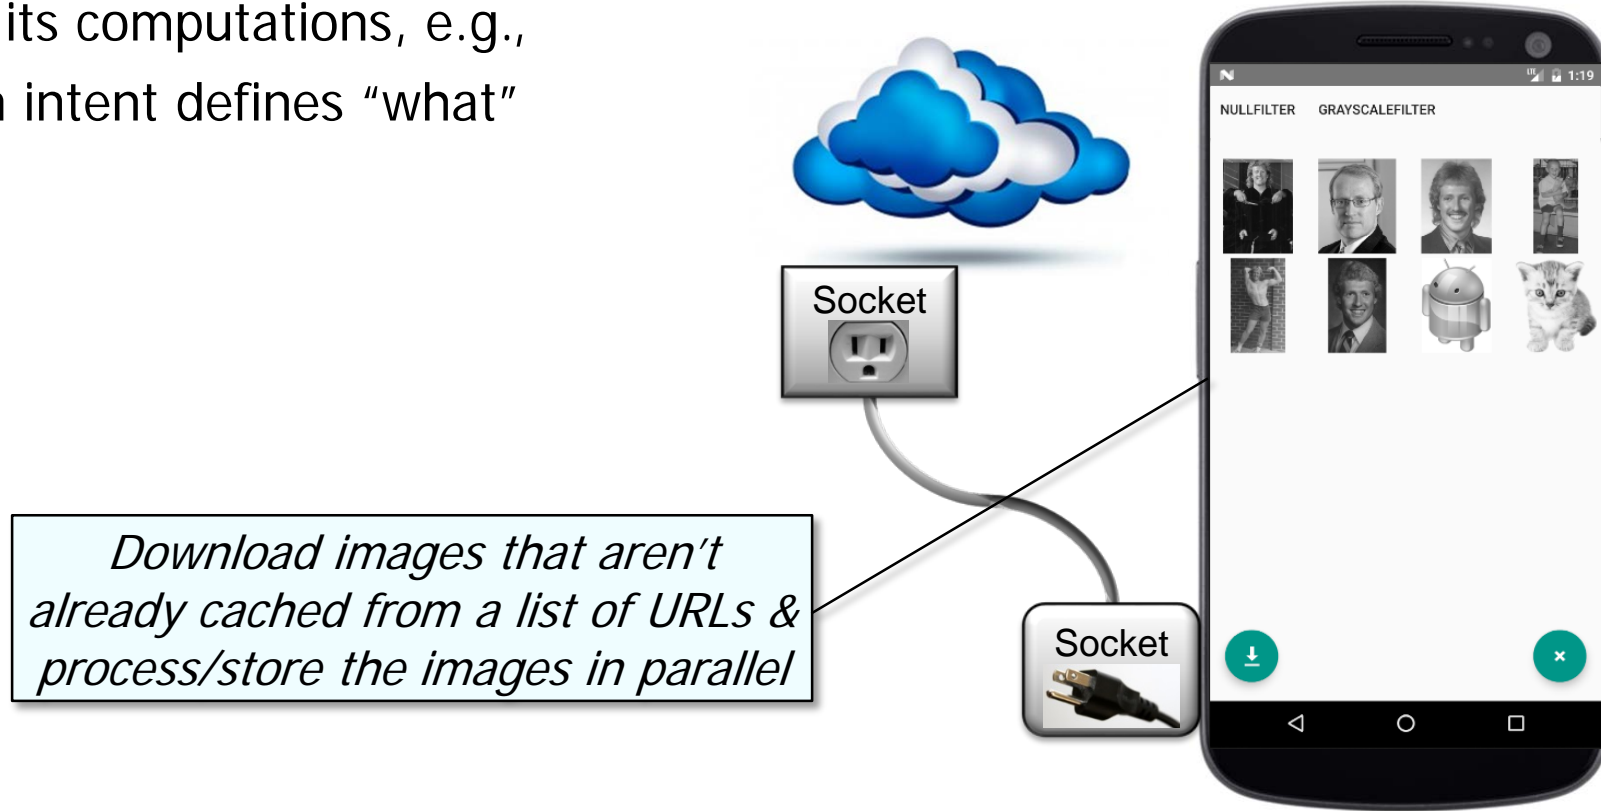 its computations, e.g.,
intent defines “what”
Socket
Download images that aren’t
already cached from a list of URLs &
process/store the images in parallel
Socket
LTE 1:19
NULLFILTER GRAYSCALEFILTER